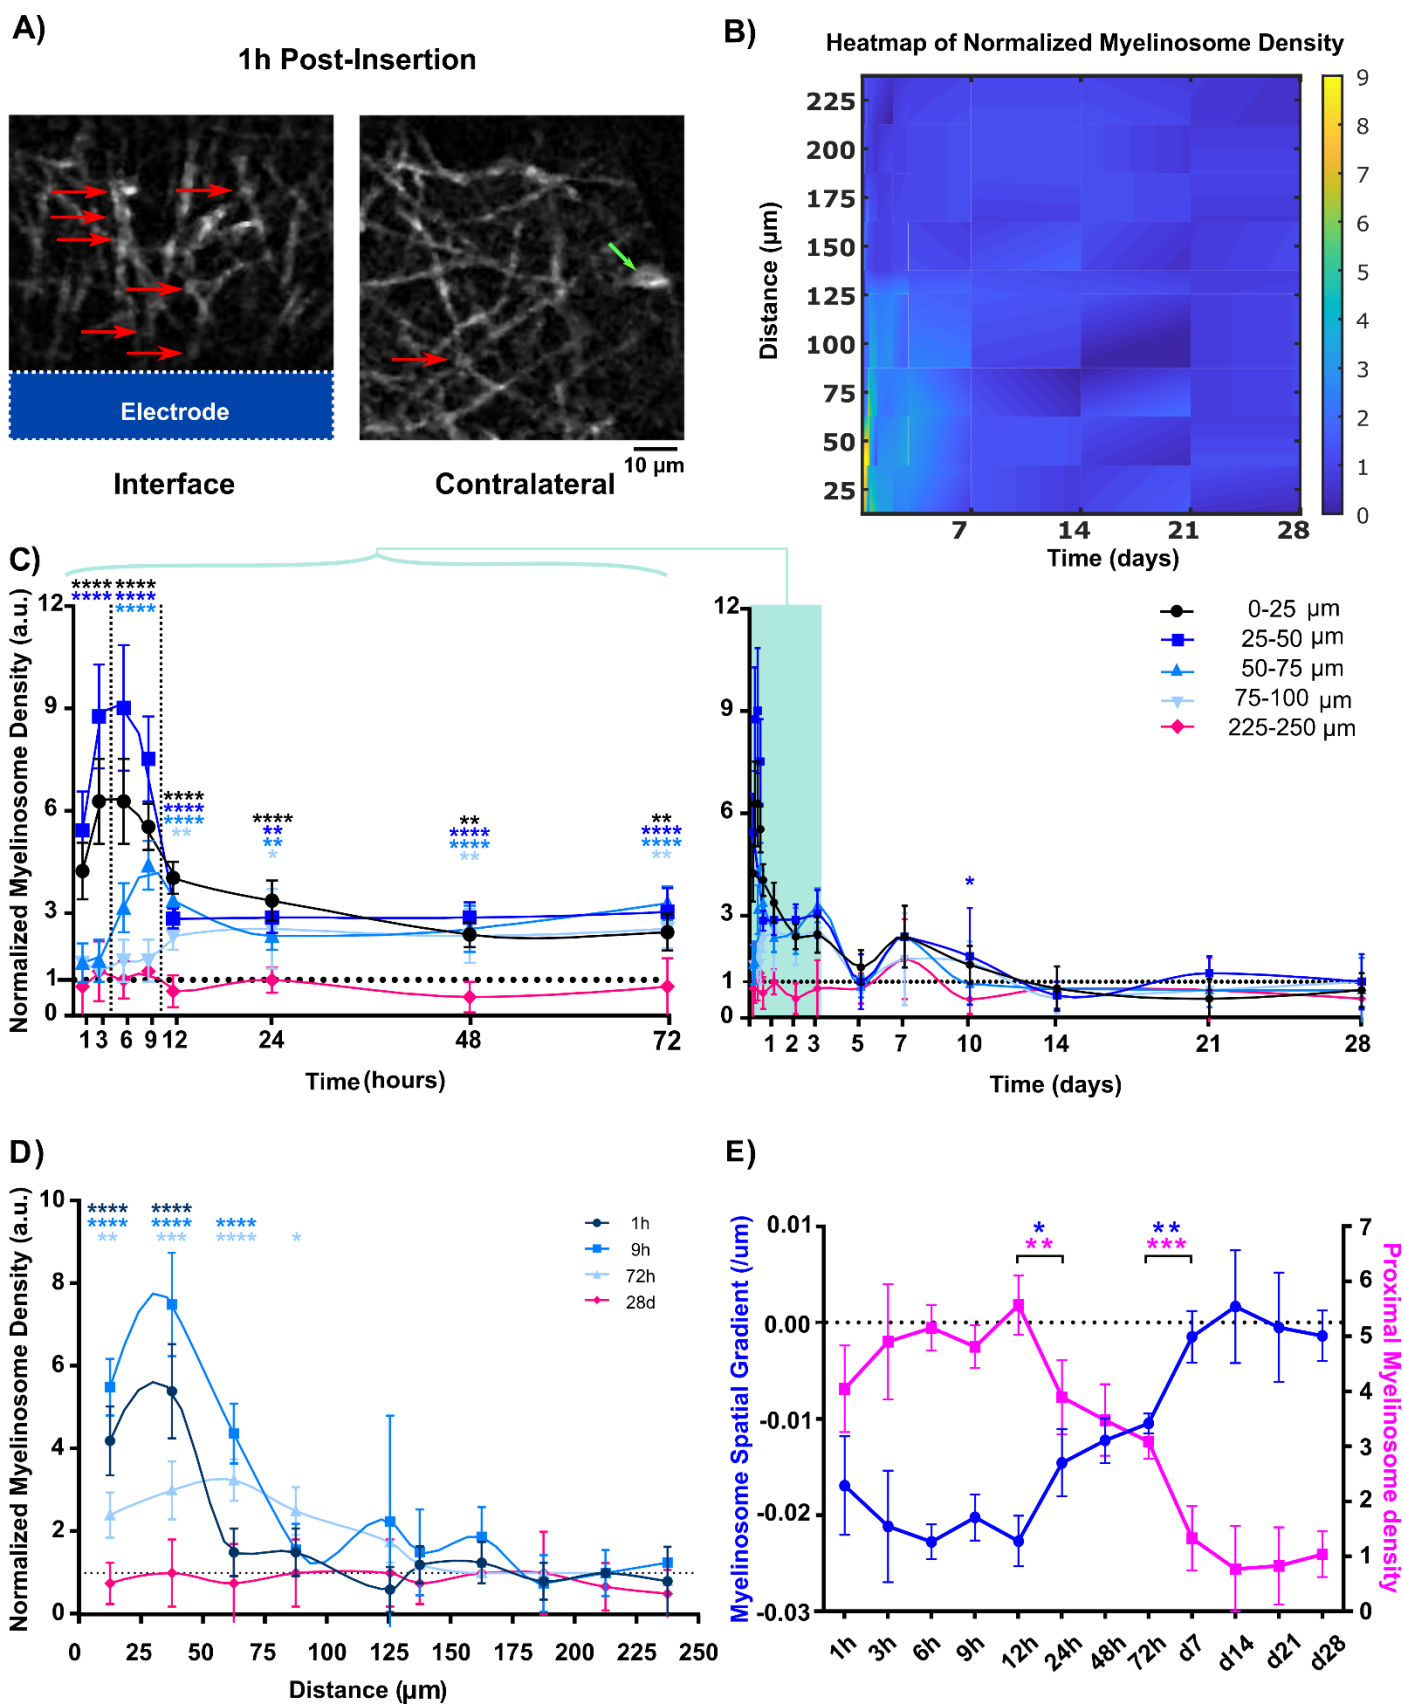 A)
1h Post-Insertion
Electrode
10 µm
Interface
Contralateral
B)
Heatmap of Normalized Myelinosome Density
Distance (µm)
225
200
175
150
125
100
75
50
25
7 14 21 28
Time (days)
9
8
7
6
5
4
3
2
1
0
C)
Normalized Myelinosome Density (a.u.)
12
9
6
3
1
0
**** ****
**** ****
****
****
****
****
**
****
**
**
*
**
****
****
**
**
****
****
**
1 3 6 9 12 24 48 72
Time (hours)
12
9
6
3
1
0
*
1 2 3 5 7 10 14 21 28
Time (days)
0-25 µm
25-50 µm
50-75 µm
75-100 µm
225-250 µm
D)
Normalized Myelinosome Density (a.u.)
10
8
6
4
2
0
**** ****
**** **** ****
** *** **** *
1h
9h
72h
28d
0 25 50 75 100 125 150 175 200 225 250
Distance (µm)
E)
Myelinosome Spatial Gradient (/um)
0.01
0.00
-0.01
-0.02
-0.03
* **
** ***
7
6
5
4
3
2
1
0
Proximal Myelinosome density
1h 3h 6h 9h 12h 24h 48h 72h d7 d14 d21 d28